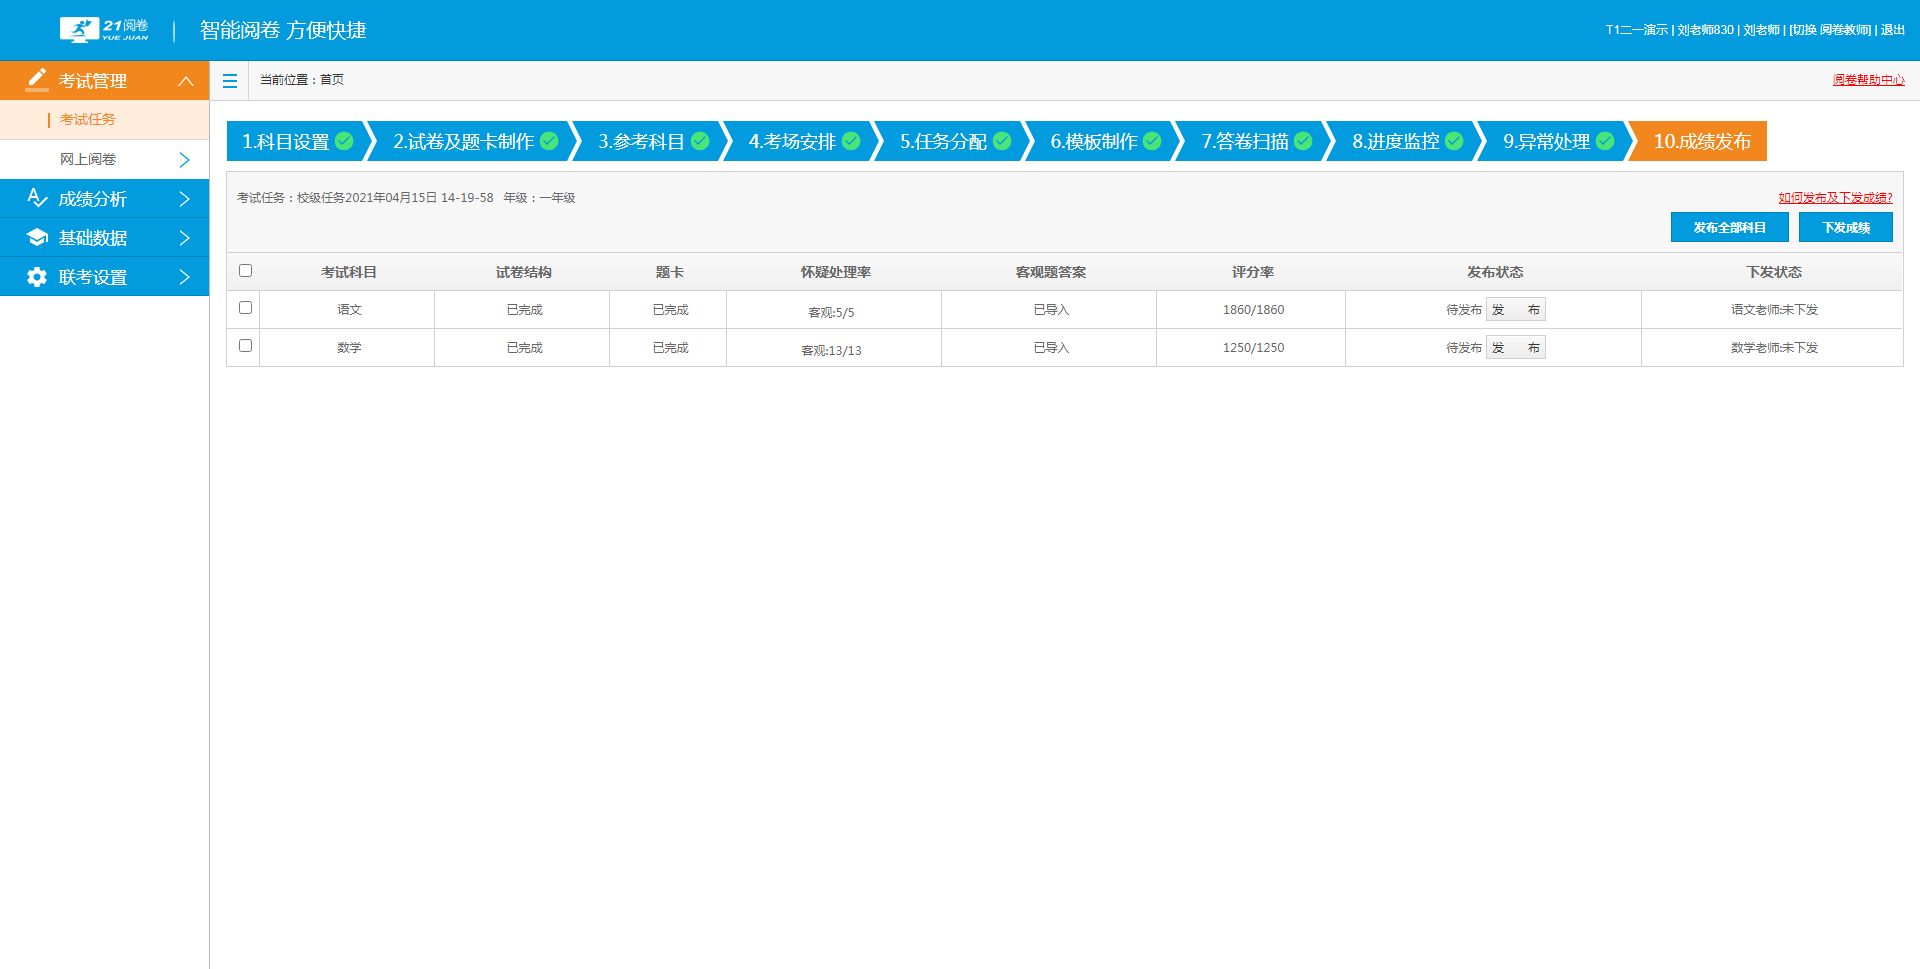 21阅卷
YUE JUAN
智能阅卷 方便快捷
T1二一演示 | 刘老师830 | 刘老师 | [切换 阅卷教师] | 退出
考试管理
考试任务
网上阅卷
成绩分析
基础数据
联考设置
当前位置：首页
阅卷帮助中心
1.科目设置 2.试卷及题卡制作 3.参考科目 4.考场安排 5.任务分配 6.模板制作 7.答卷扫描 8.进度监控 9.异常处理 10.成绩发布
考试任务：校级任务2021年04月15日 14-19-58 年级：一年级
如何发布及下发成绩?
发布全部科目 下发成绩
考试科目 试卷结构 题卡 怀疑处理率 客观题答案 评分率 发布状态 下发状态
语文 已完成 已完成 客观:5/5 已导入 1860/1860 待发布 发 布 语文老师:未下发
数学 已完成 已完成 客观:13/13 已导入 1250/1250 待发布 发 布 数学老师:未下发